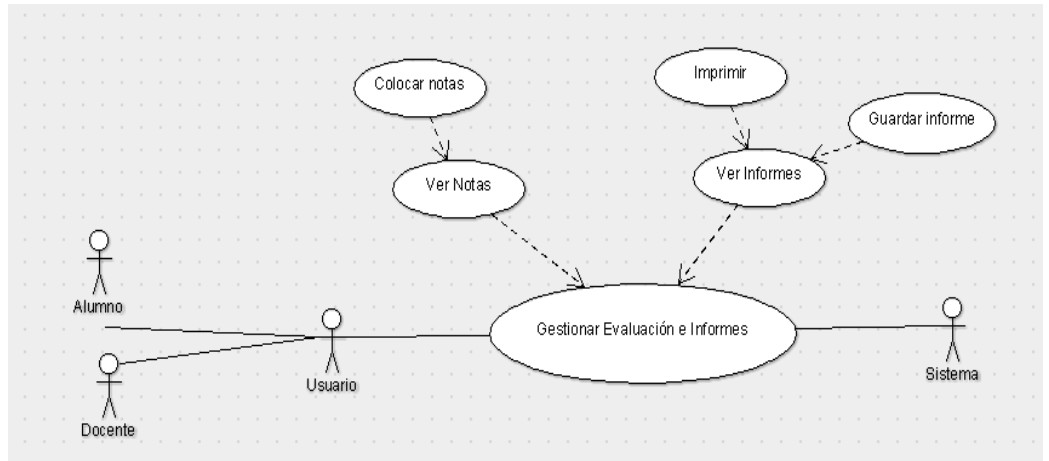 Imprimir
Colocar notas
Guardar informe
Ver Notas
Ver Informes
Alumno
Gestionar Evaluación e Informes
Usuario
Sistema
Docente